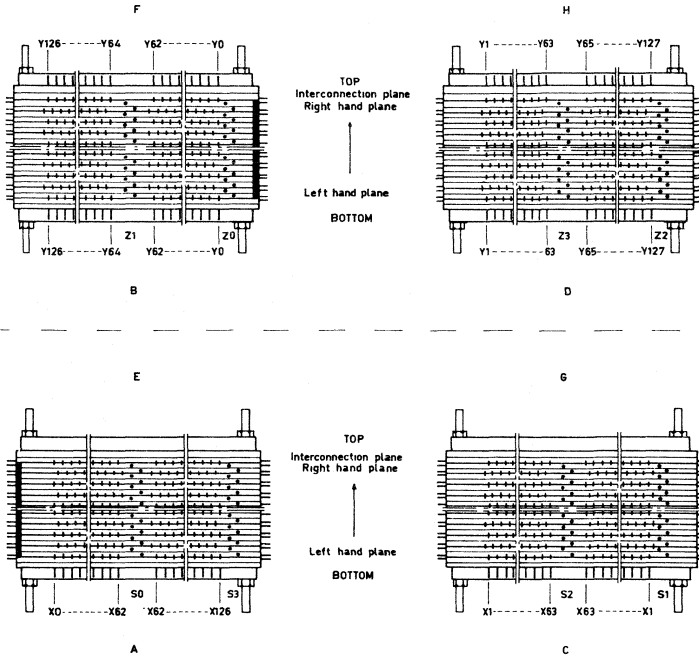 F
H
Y126 Y64 Y62 Y0
Y1 Y63 Y65 Y127
TOP
Interconnection plane
Right hand plane
Left hand plane
BOTTOM
Z1 Z0
Y126 Y64 Y62 Y0
Z3 Z2
Y1 63 Y65 Y127
B
D
E
G
TOP
Interconnection plane
Right hand plane
Left hand plane
BOTTOM
S0 S3
X0 X62 X62 X126
S2 S1
X1 X63 X63 X1
A
C